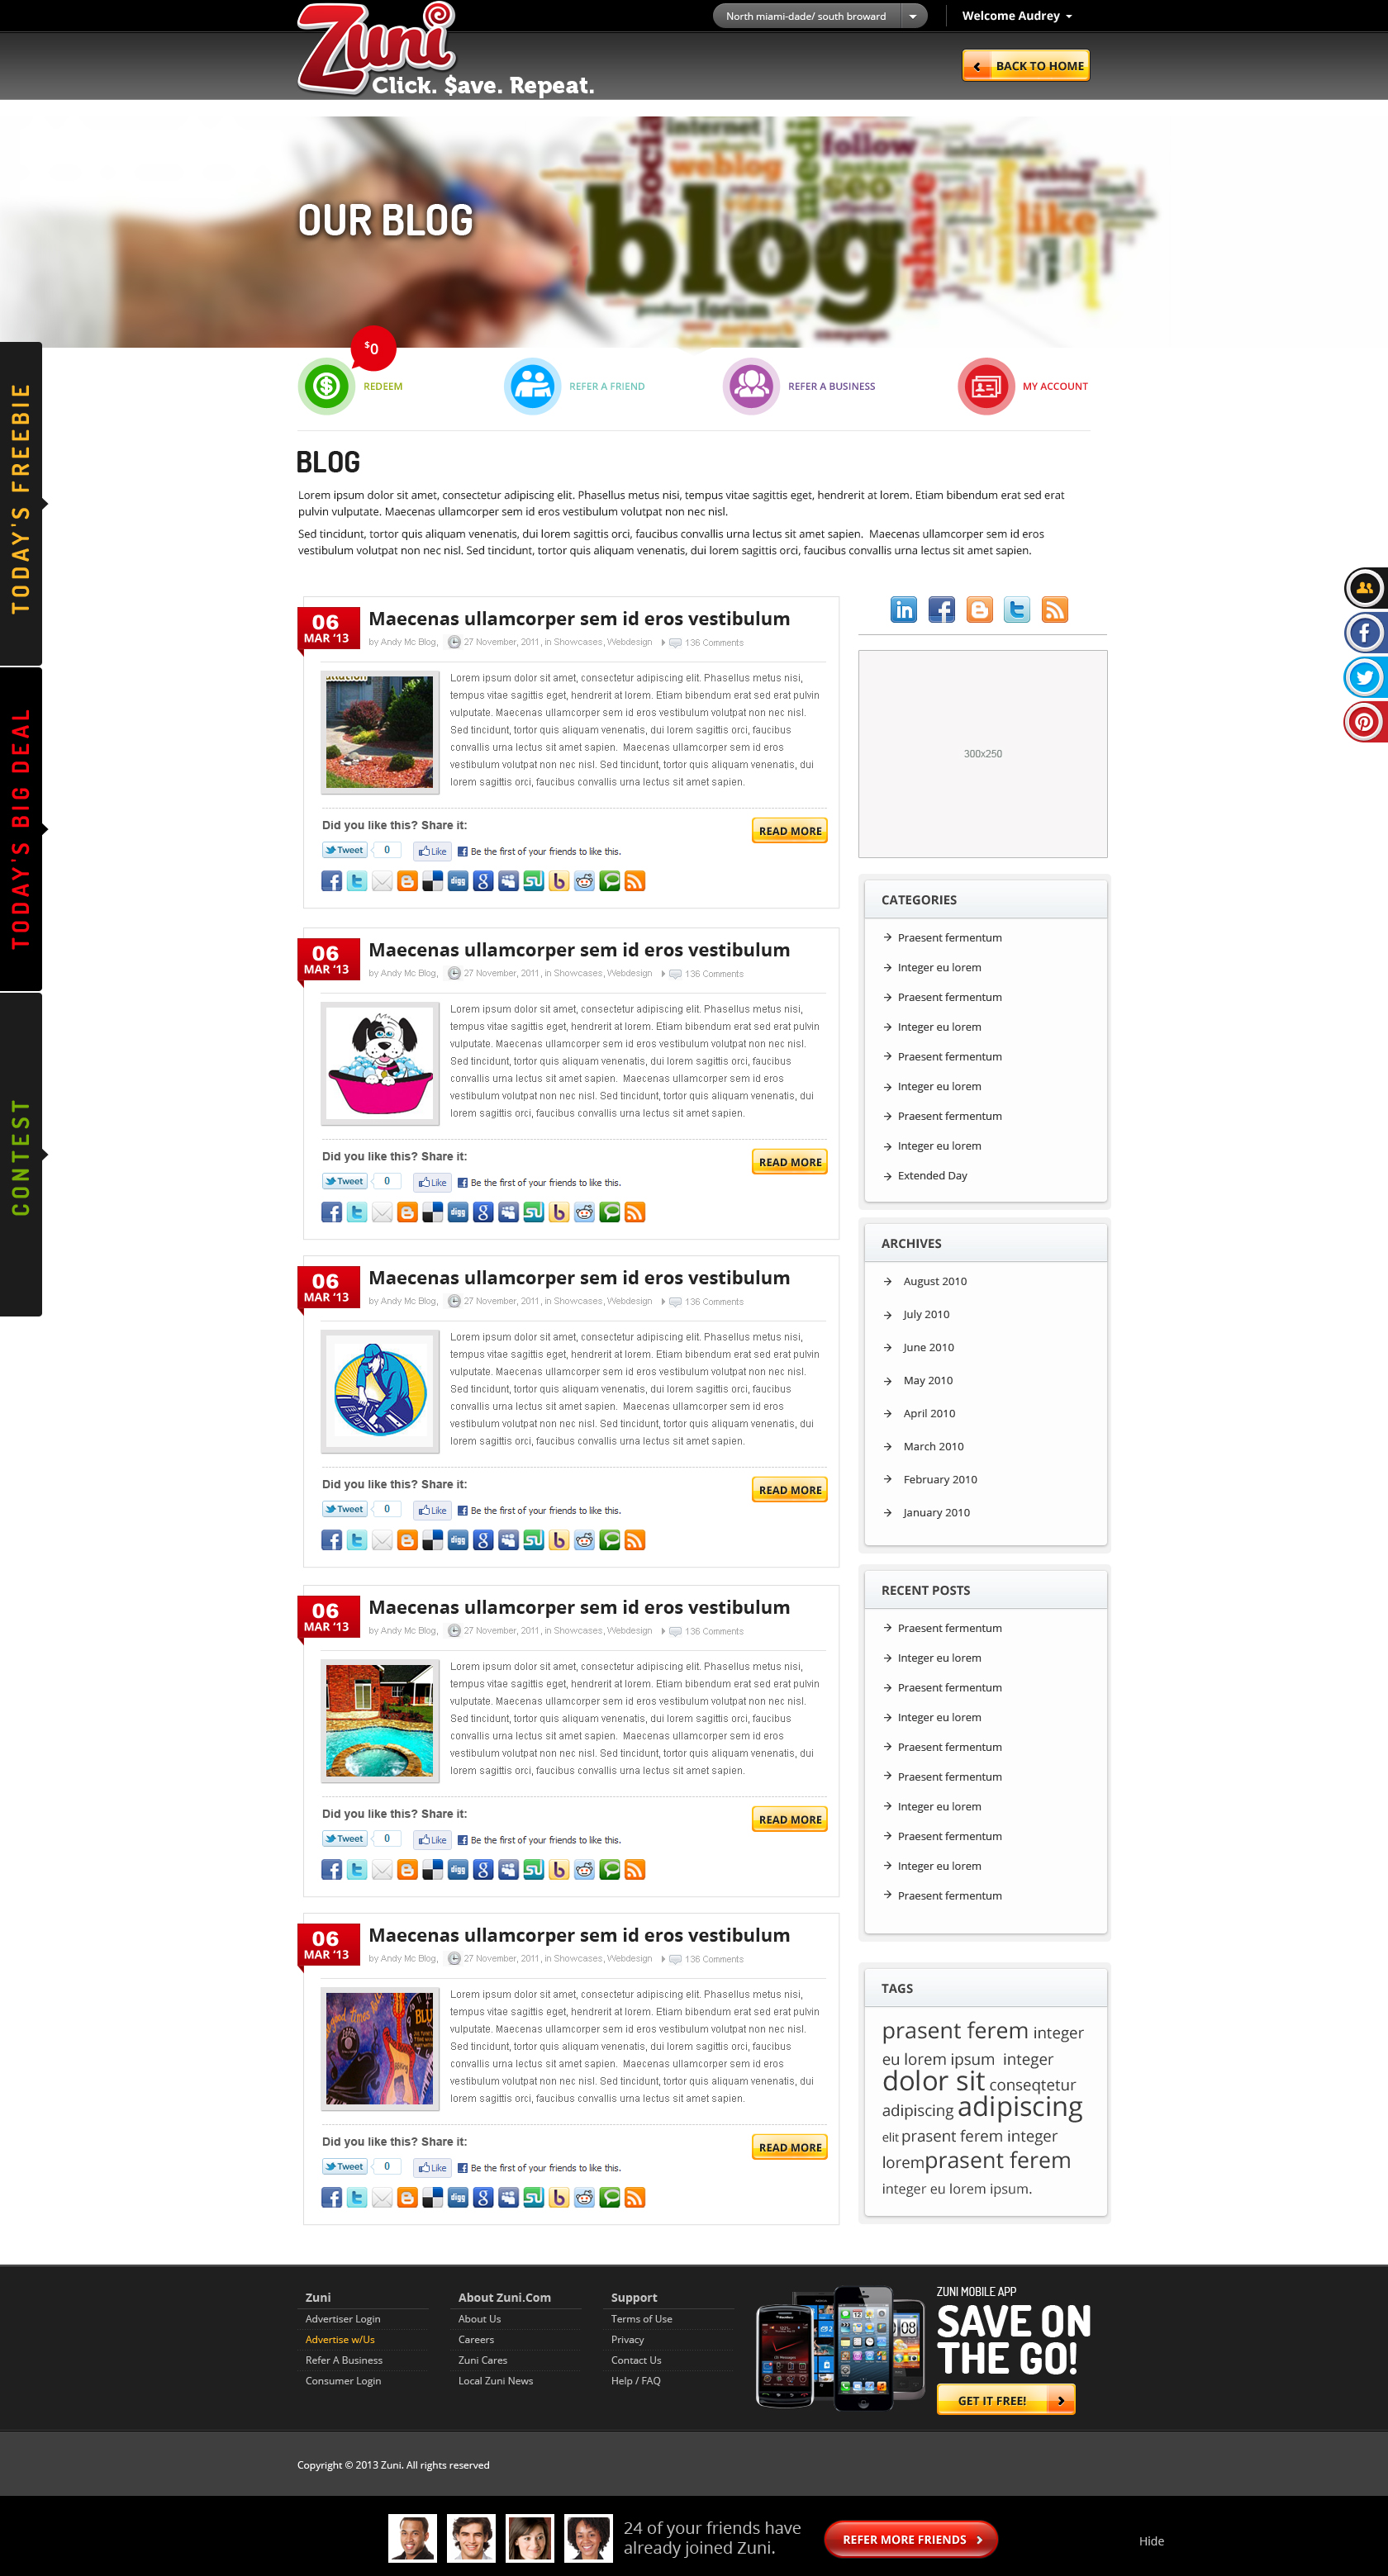 Zuni
Click. $ave. Repeat.
North miami-dade/ south broward
Welcome Audrey
BACK TO HOME
internet
social
weblog
media
follow
seo
information
networking
blog
share
like
product
forum
network
campaign
OUR BLOG
$0
REDEEM
REFER A FRIEND
REFER A BUSINESS
MY ACCOUNT
TODAY'S FREEBIE
TODAY'S BIG DEAL
CONTEST
BLOG
Lorem ipsum dolor sit amet, consectetur adipiscing elit. Phasellus metus nisi, tempus vitae sagittis eget, hendrerit at lorem. Etiam bibendum erat sed erat
pulvin vulputate. Maecenas ullamcorper sem id eros vestibulum volutpat non nec nisl.
Sed tincidunt, tortor quis aliquam venenatis, dui lorem sagittis orci, faucibus convallis urna lectus sit amet sapien. Maecenas ullamcorper sem id eros
vestibulum volutpat non nec nisl. Sed tincidunt, tortor quis aliquam venenatis, dui lorem sagittis orci, faucibus convallis urna lectus sit amet sapien.
06
MAR '13
Maecenas ullamcorper sem id eros vestibulum
by Andy Mc Blog, 27 November, 2011, in Showcases, Webdesign 136 Comments
Lorem ipsum dolor sit amet, consectetur adipiscing elit. Phasellus metus nisi,
tempus vitae sagittis eget, hendrerit at lorem. Etiam bibendum erat sed erat pulvin
vulputate. Maecenas ullamcorper sem id eros vestibulum volutpat non nec nisl.
Sed tincidunt, tortor quis aliquam venenatis, dui lorem sagittis orci, faucibus
convallis urna lectus sit amet sapien. Maecenas ullamcorper sem id eros
vestibulum volutpat non nec nisl. Sed tincidunt, tortor quis aliquam venenatis, dui
lorem sagittis orci, faucibus convallis urna lectus sit amet sapien.
Did you like this? Share it:
READ MORE
Tweet 0 Like Be the first of your friends to like this.
digg
06
MAR '13
Maecenas ullamcorper sem id eros vestibulum
by Andy Mc Blog, 27 November, 2011, in Showcases, Webdesign 136 Comments
Lorem ipsum dolor sit amet, consectetur adipiscing elit. Phasellus metus nisi,
tempus vitae sagittis eget, hendrerit at lorem. Etiam bibendum erat sed erat pulvin
vulputate. Maecenas ullamcorper sem id eros vestibulum volutpat non nec nisl.
Sed tincidunt, tortor quis aliquam venenatis, dui lorem sagittis orci, faucibus
convallis urna lectus sit amet sapien. Maecenas ullamcorper sem id eros
vestibulum volutpat non nec nisl. Sed tincidunt, tortor quis aliquam venenatis, dui
lorem sagittis orci, faucibus convallis urna lectus sit amet sapien.
Did you like this? Share it:
READ MORE
Tweet 0 Like Be the first of your friends to like this.
digg
06
MAR '13
Maecenas ullamcorper sem id eros vestibulum
by Andy Mc Blog, 27 November, 2011, in Showcases, Webdesign 136 Comments
Lorem ipsum dolor sit amet, consectetur adipiscing elit. Phasellus metus nisi,
tempus vitae sagittis eget, hendrerit at lorem. Etiam bibendum erat sed erat pulvin
vulputate. Maecenas ullamcorper sem id eros vestibulum volutpat non nec nisl.
Sed tincidunt, tortor quis aliquam venenatis, dui lorem sagittis orci, faucibus
convallis urna lectus sit amet sapien. Maecenas ullamcorper sem id eros
vestibulum volutpat non nec nisl. Sed tincidunt, tortor quis aliquam venenatis, dui
lorem sagittis orci, faucibus convallis urna lectus sit amet sapien.
Did you like this? Share it:
READ MORE
Tweet 0 Like Be the first of your friends to like this.
digg
06
MAR '13
Maecenas ullamcorper sem id eros vestibulum
by Andy Mc Blog, 27 November, 2011, in Showcases, Webdesign 136 Comments
Lorem ipsum dolor sit amet, consectetur adipiscing elit. Phasellus metus nisi,
tempus vitae sagittis eget, hendrerit at lorem. Etiam bibendum erat sed erat pulvin
vulputate. Maecenas ullamcorper sem id eros vestibulum volutpat non nec nisl.
Sed tincidunt, tortor quis aliquam venenatis, dui lorem sagittis orci, faucibus
convallis urna lectus sit amet sapien. Maecenas ullamcorper sem id eros
vestibulum volutpat non nec nisl. Sed tincidunt, tortor quis aliquam venenatis, dui
lorem sagittis orci, faucibus convallis urna lectus sit amet sapien.
Did you like this? Share it:
READ MORE
Tweet 0 Like Be the first of your friends to like this.
digg
06
MAR '13
Maecenas ullamcorper sem id eros vestibulum
by Andy Mc Blog, 27 November, 2011, in Showcases, Webdesign 136 Comments
Lorem ipsum dolor sit amet, consectetur adipiscing elit. Phasellus metus nisi,
tempus vitae sagittis eget, hendrerit at lorem. Etiam bibendum erat sed erat pulvin
vulputate. Maecenas ullamcorper sem id eros vestibulum volutpat non nec nisl.
Sed tincidunt, tortor quis aliquam venenatis, dui lorem sagittis orci, faucibus
convallis urna lectus sit amet sapien. Maecenas ullamcorper sem id eros
vestibulum volutpat non nec nisl. Sed tincidunt, tortor quis aliquam venenatis, dui
lorem sagittis orci, faucibus convallis urna lectus sit amet sapien.
Did you like this? Share it:
READ MORE
Tweet 0 Like Be the first of your friends to like this.
digg
300x250
CATEGORIES
Praesent fermentum
Integer eu lorem
Praesent fermentum
Integer eu lorem
Praesent fermentum
Integer eu lorem
Praesent fermentum
Integer eu lorem
Extended Day
ARCHIVES
August 2010
July 2010
June 2010
May 2010
April 2010
March 2010
February 2010
January 2010
RECENT POSTS
Praesent fermentum
Integer eu lorem
Praesent fermentum
Integer eu lorem
Praesent fermentum
Praesent fermentum
Integer eu lorem
Praesent fermentum
Integer eu lorem
Praesent fermentum
TAGS
prasent ferem integer
eu lorem ipsum integer
dolor sit conseqtetur
adipiscing adipiscing
elit prasent ferem integer
lorem prasent ferem
integer eu lorem ipsum.
Zuni
Advertiser Login
Advertise w/Us
Refer A Business
Consumer Login
About Zuni.Com
About Us
Careers
Zuni Cares
Local Zuni News
Support
Terms of Use
Privacy
Contact Us
Help / FAQ
ZUNI MOBILE APP
SAVE ON
THE GO!
GET IT FREE!
Copyright © 2013 Zuni. All rights reserved
24 of your friends have
already joined Zuni.
REFER MORE FRIENDS
Hide